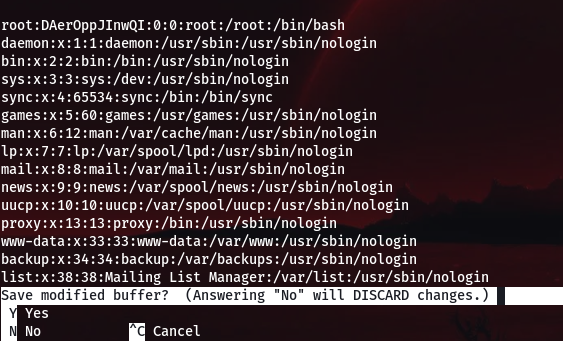 root:DAerOppJInwQI:0:0:root:/root:/bin/bash
daemon:x:1:1:daemon:/usr/sbin:/usr/sbin/nologin
bin:x:2:2:bin:/bin:/usr/sbin/nologin
sys:x:3:3:sys:/dev:/usr/sbin/nologin
sync:x:4:65534:sync:/bin:/bin/sync
games:x:5:60:games:/usr/games:/usr/sbin/nologin
man:x:6:12:man:/var/cache/man:/usr/sbin/nologin
lp:x:7:7:lp:/var/spool/lpd:/usr/sbin/nologin
mail:x:8:8:mail:/var/mail:/usr/sbin/nologin
news:x:9:9:news:/var/spool/news:/usr/sbin/nologin
uucp:x:10:10:uucp:/var/spool/uucp:/usr/sbin/nologin
proxy:x:13:13:proxy:/bin:/usr/sbin/nologin
www-data:x:33:33:www-data:/var/www:/usr/sbin/nologin
backup:x:34:34:backup:/var/backups:/usr/sbin/nologin
list:x:38:38:Mailing List Manager:/var/list:/usr/sbin/nologin
Save modified buffer?  (Answering "No" will DISCARD changes.)
Y Yes
N No           ^C Cancel